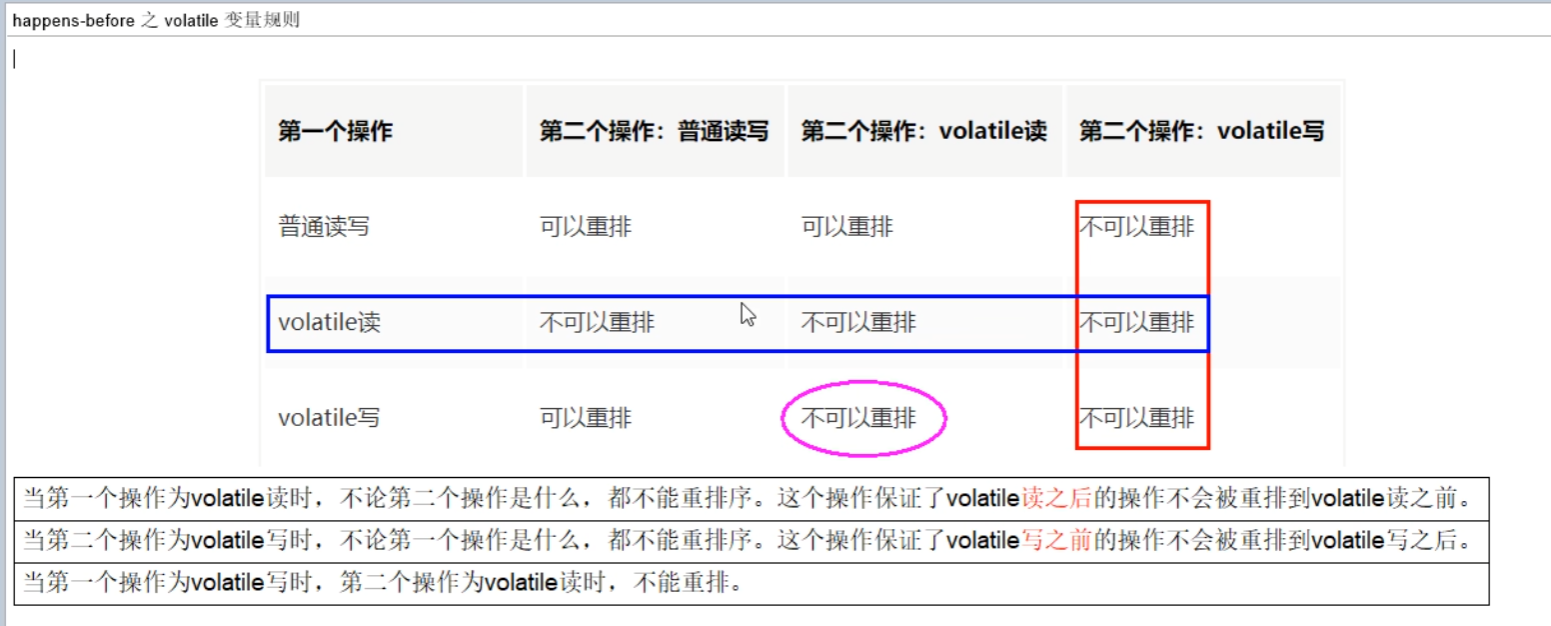 happens-before 之 volatile 变量规则
第一个操作 第二个操作：普通读写 第二个操作：volatile读 第二个操作：volatile写
普通读写 可以重排 可以重排 不可以重排
volatile读 不可以重排 不可以重排 不可以重排
volatile写 可以重排 不可以重排 不可以重排
当第一个操作为volatile读时，不论第二个操作是什么，都不能重排序。这个操作保证了volatile读之后的操作不会被重排到volatile读之前。
当第二个操作为volatile写时，不论第一个操作是什么，都不能重排序。这个操作保证了volatile写之前的操作不会被重排到volatile写之后。
当第一个操作为volatile写时，第二个操作为volatile读时，不能重排。